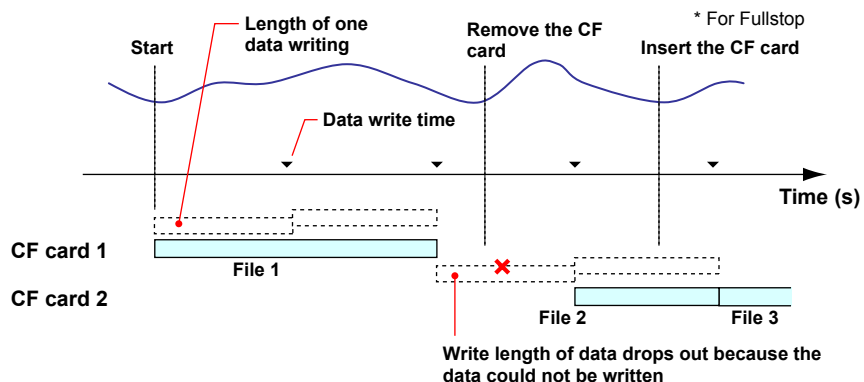 * For Fullstop
Length of one
data writing
Start
Remove the CF
card
Insert the CF card
Data write time
Time (s)
CF card 1
File 1
CF card 2
File 2
File 3
Write length of data drops out because the
data could not be written